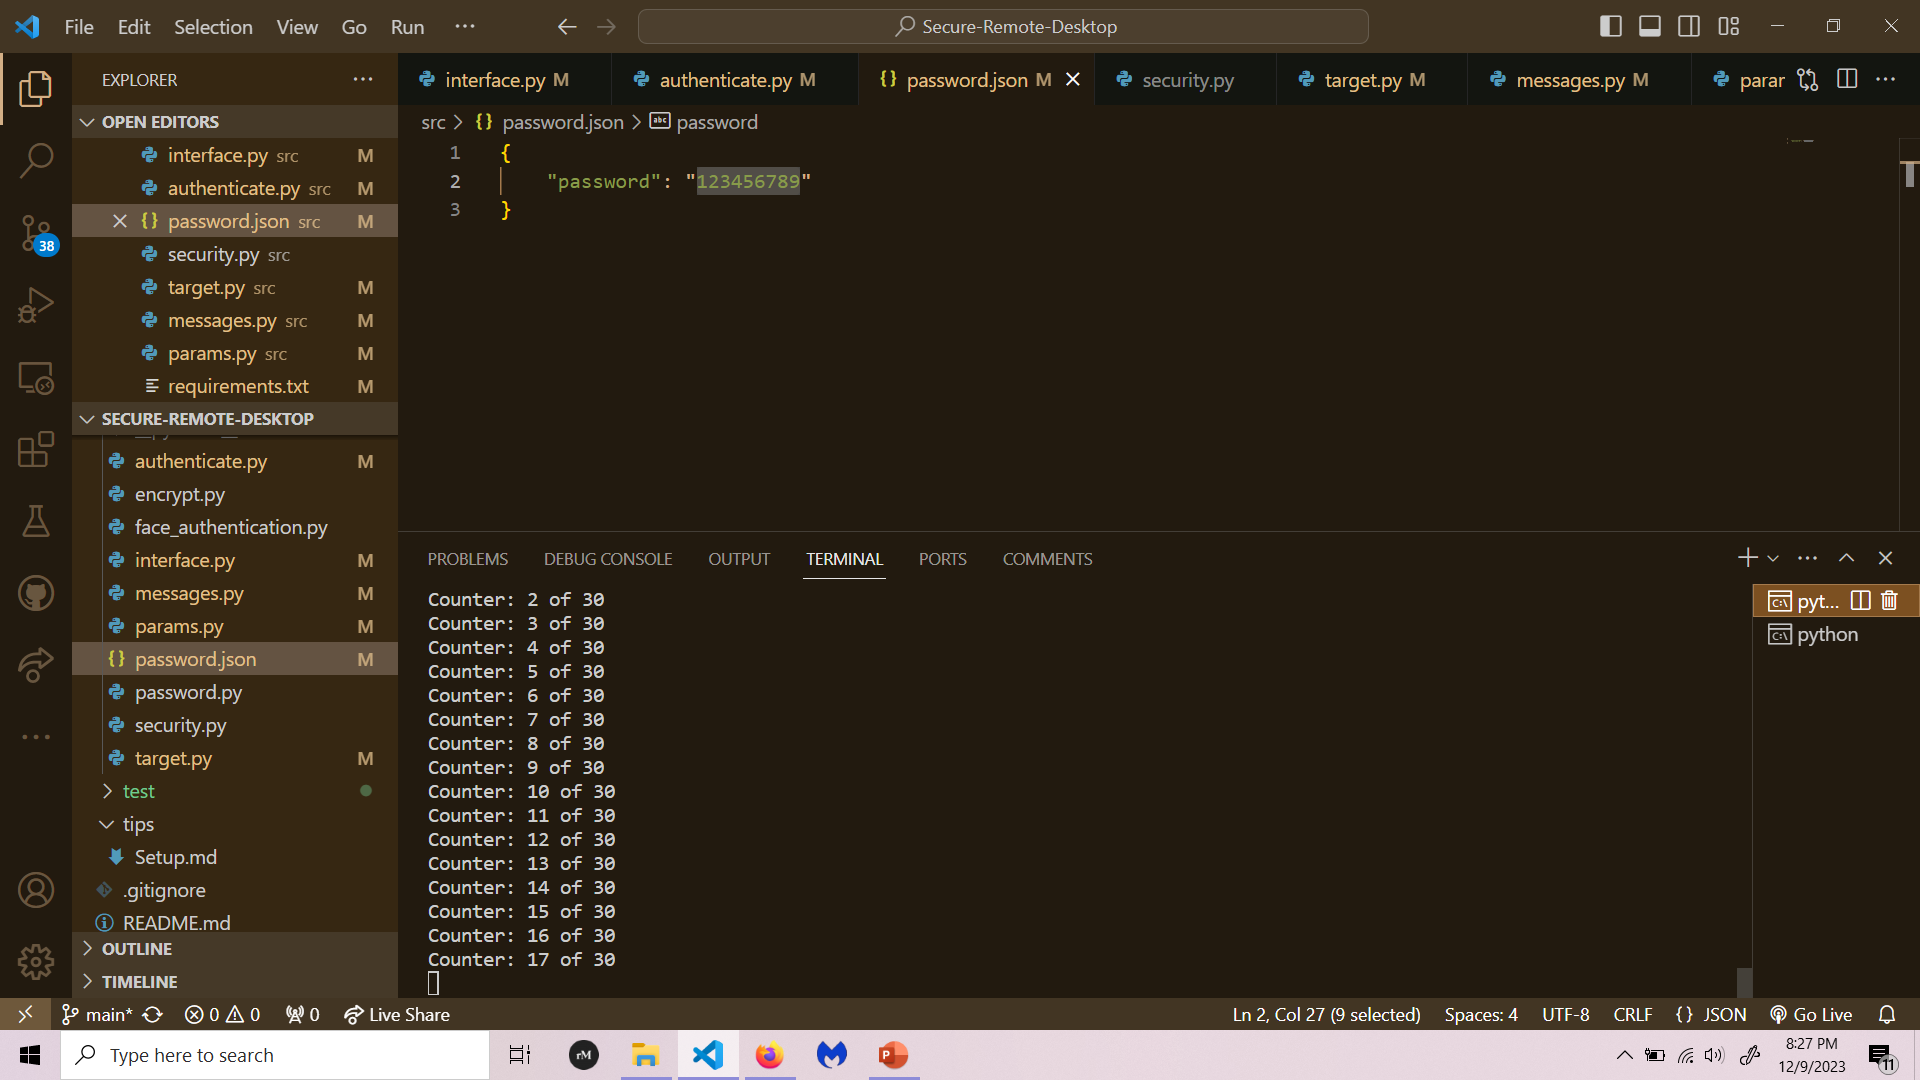 File Edit Selection View Go Run ... Secure-Remote-Desktop
EXPLORER
interface.py M authenticate.py M {} password.json M security.py target.py M messages.py M parar
OPEN EDITORS
src > {} password.json > abc password
interface.py src M
authenticate.py src M
{} password.json src M
security.py src
target.py src M
messages.py src M
params.py src M
requirements.txt M
1 {
2 "password": "123456789"
3 }
SECURE-REMOTE-DESKTOP
authenticate.py M
encrypt.py
face_authentication.py
interface.py M
messages.py M
params.py M
{} password.json M
password.py
security.py
target.py M
test
tips
Setup.md
.gitignore
README.md
OUTLINE
TIMELINE
38
PROBLEMS DEBUG CONSOLE OUTPUT TERMINAL PORTS COMMENTS
Counter: 2 of 30
Counter: 3 of 30
Counter: 4 of 30
Counter: 5 of 30
Counter: 6 of 30
Counter: 7 of 30
Counter: 8 of 30
Counter: 9 of 30
Counter: 10 of 30
Counter: 11 of 30
Counter: 12 of 30
Counter: 13 of 30
Counter: 14 of 30
Counter: 15 of 30
Counter: 16 of 30
Counter: 17 of 30
pyt...
python
main* 0 0 0 Live Share Ln 2, Col 27 (9 selected) Spaces: 4 UTF-8 CRLF {} JSON Go Live
Type here to search rM P 8:27 PM
12/9/2023 11